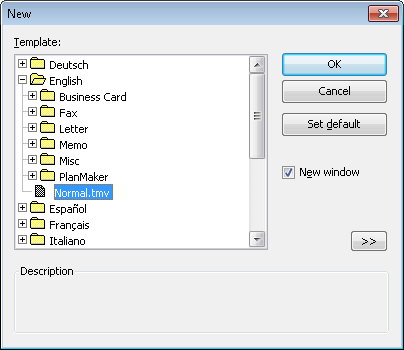 New
Template:
Deutsch
English
Business Card
Fax
Letter
Memo
Misc
PlanMaker
Normal.tmv
Español
Français
Italiano
OK
Cancel
Set default
New window
>>
Description